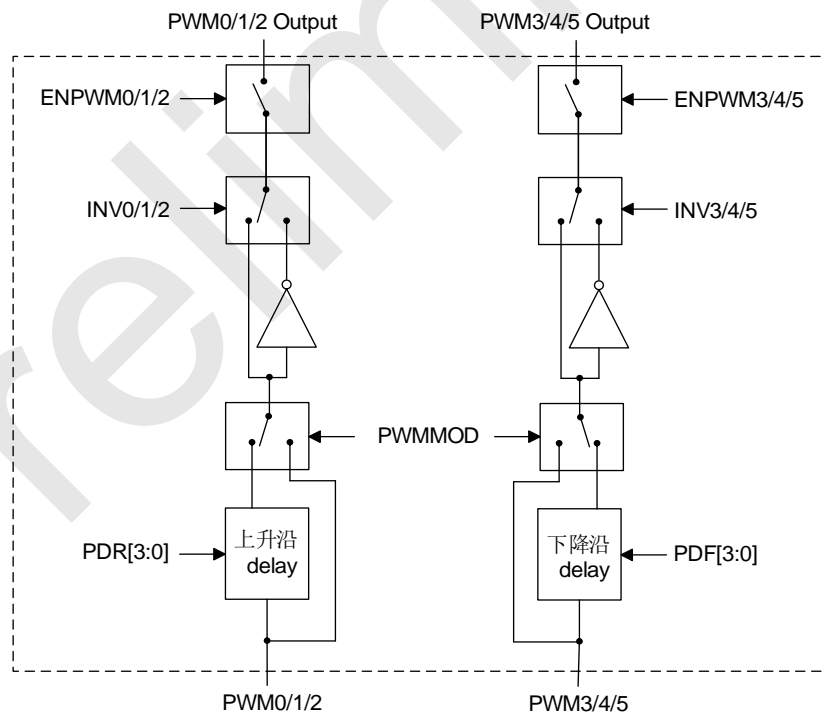 PWM0/1/2 Output
PWM3/4/5 Output
ENPWM0/1/2
ENPWM3/4/5
INV0/1/2
INV3/4/5
PWMMOD
PDR[3:0]
上升沿
delay
下降沿
delay
PDF[3:0]
PWM0/1/2
PWM3/4/5
relim